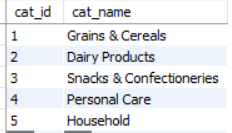 cat_id cat_name
1 Grains & Cereals
2 Dairy Products
3 Snacks & Confectioneries
4 Personal Care
5 Household